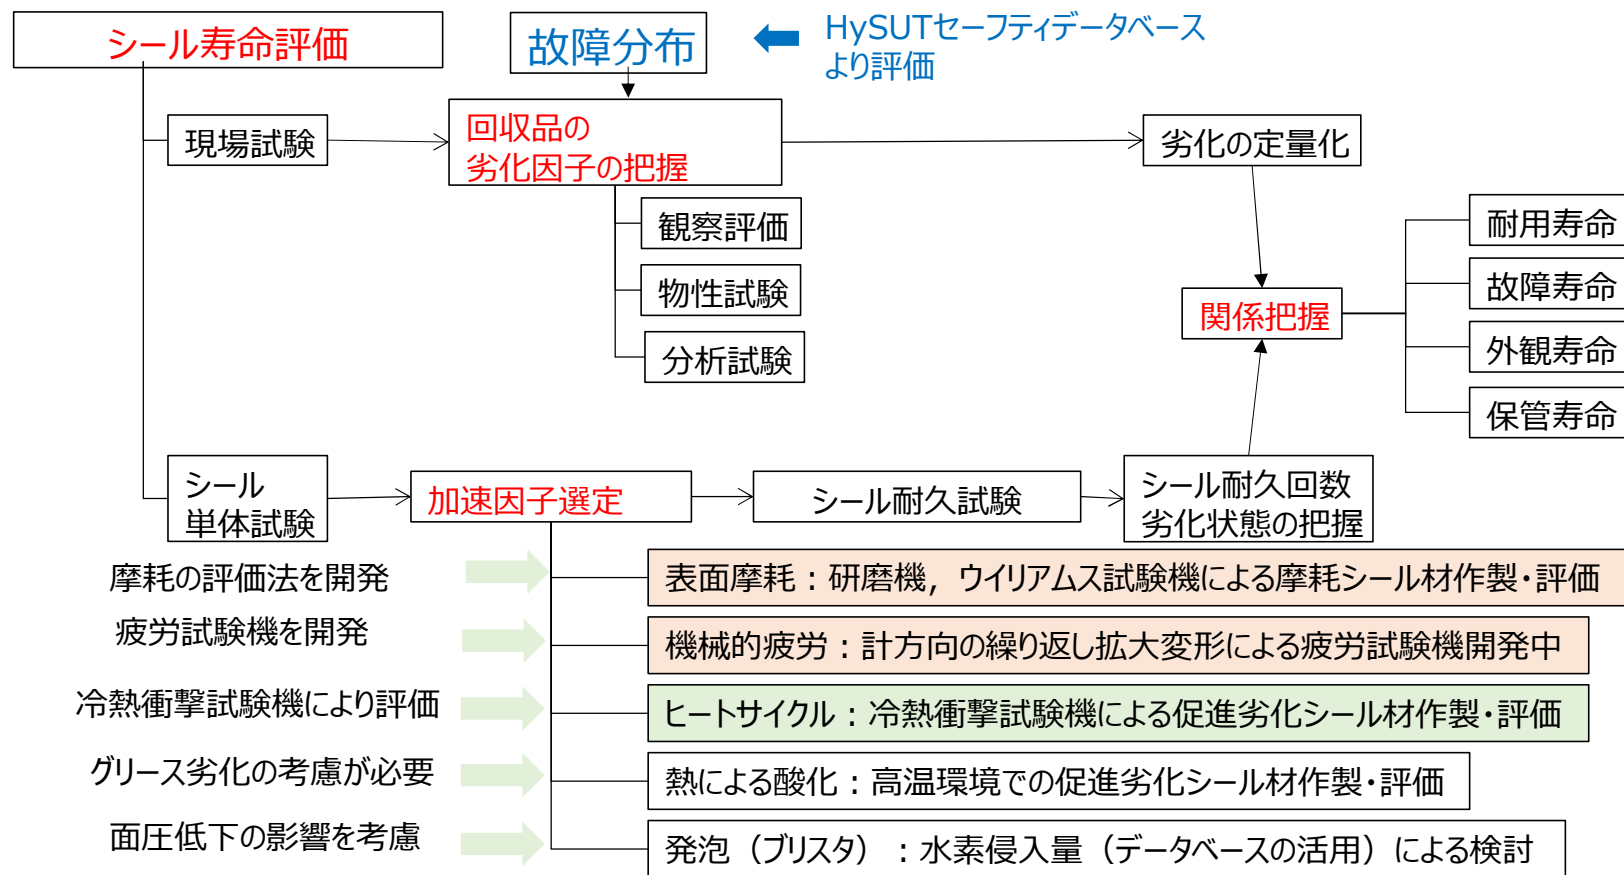 シール寿命評価
故障分布
HySUTセーフティデータベース
より評価
現場試験
回収品の
劣化因子の把握
劣化の定量化
観察評価
物性試験
分析試験
関係把握
耐用寿命
故障寿命
外観寿命
保管寿命
シール
単体試験
加速因子選定
シール耐久試験
シール耐久回数
劣化状態の把握
摩耗の評価法を開発
表面摩耗：研磨機，ウイリアムス試験機による摩耗シール材作製・評価
疲労試験機を開発
機械的疲労：計方向の繰り返し拡大変形による疲労試験機開発中
冷熱衝撃試験機により評価
ヒートサイクル：冷熱衝撃試験機による促進劣化シール材作製・評価
グリース劣化の考慮が必要
熱による酸化：高温環境での促進劣化シール材作製・評価
面圧低下の影響を考慮
発泡（ブリスタ）：水素侵入量（データベースの活用）による検討